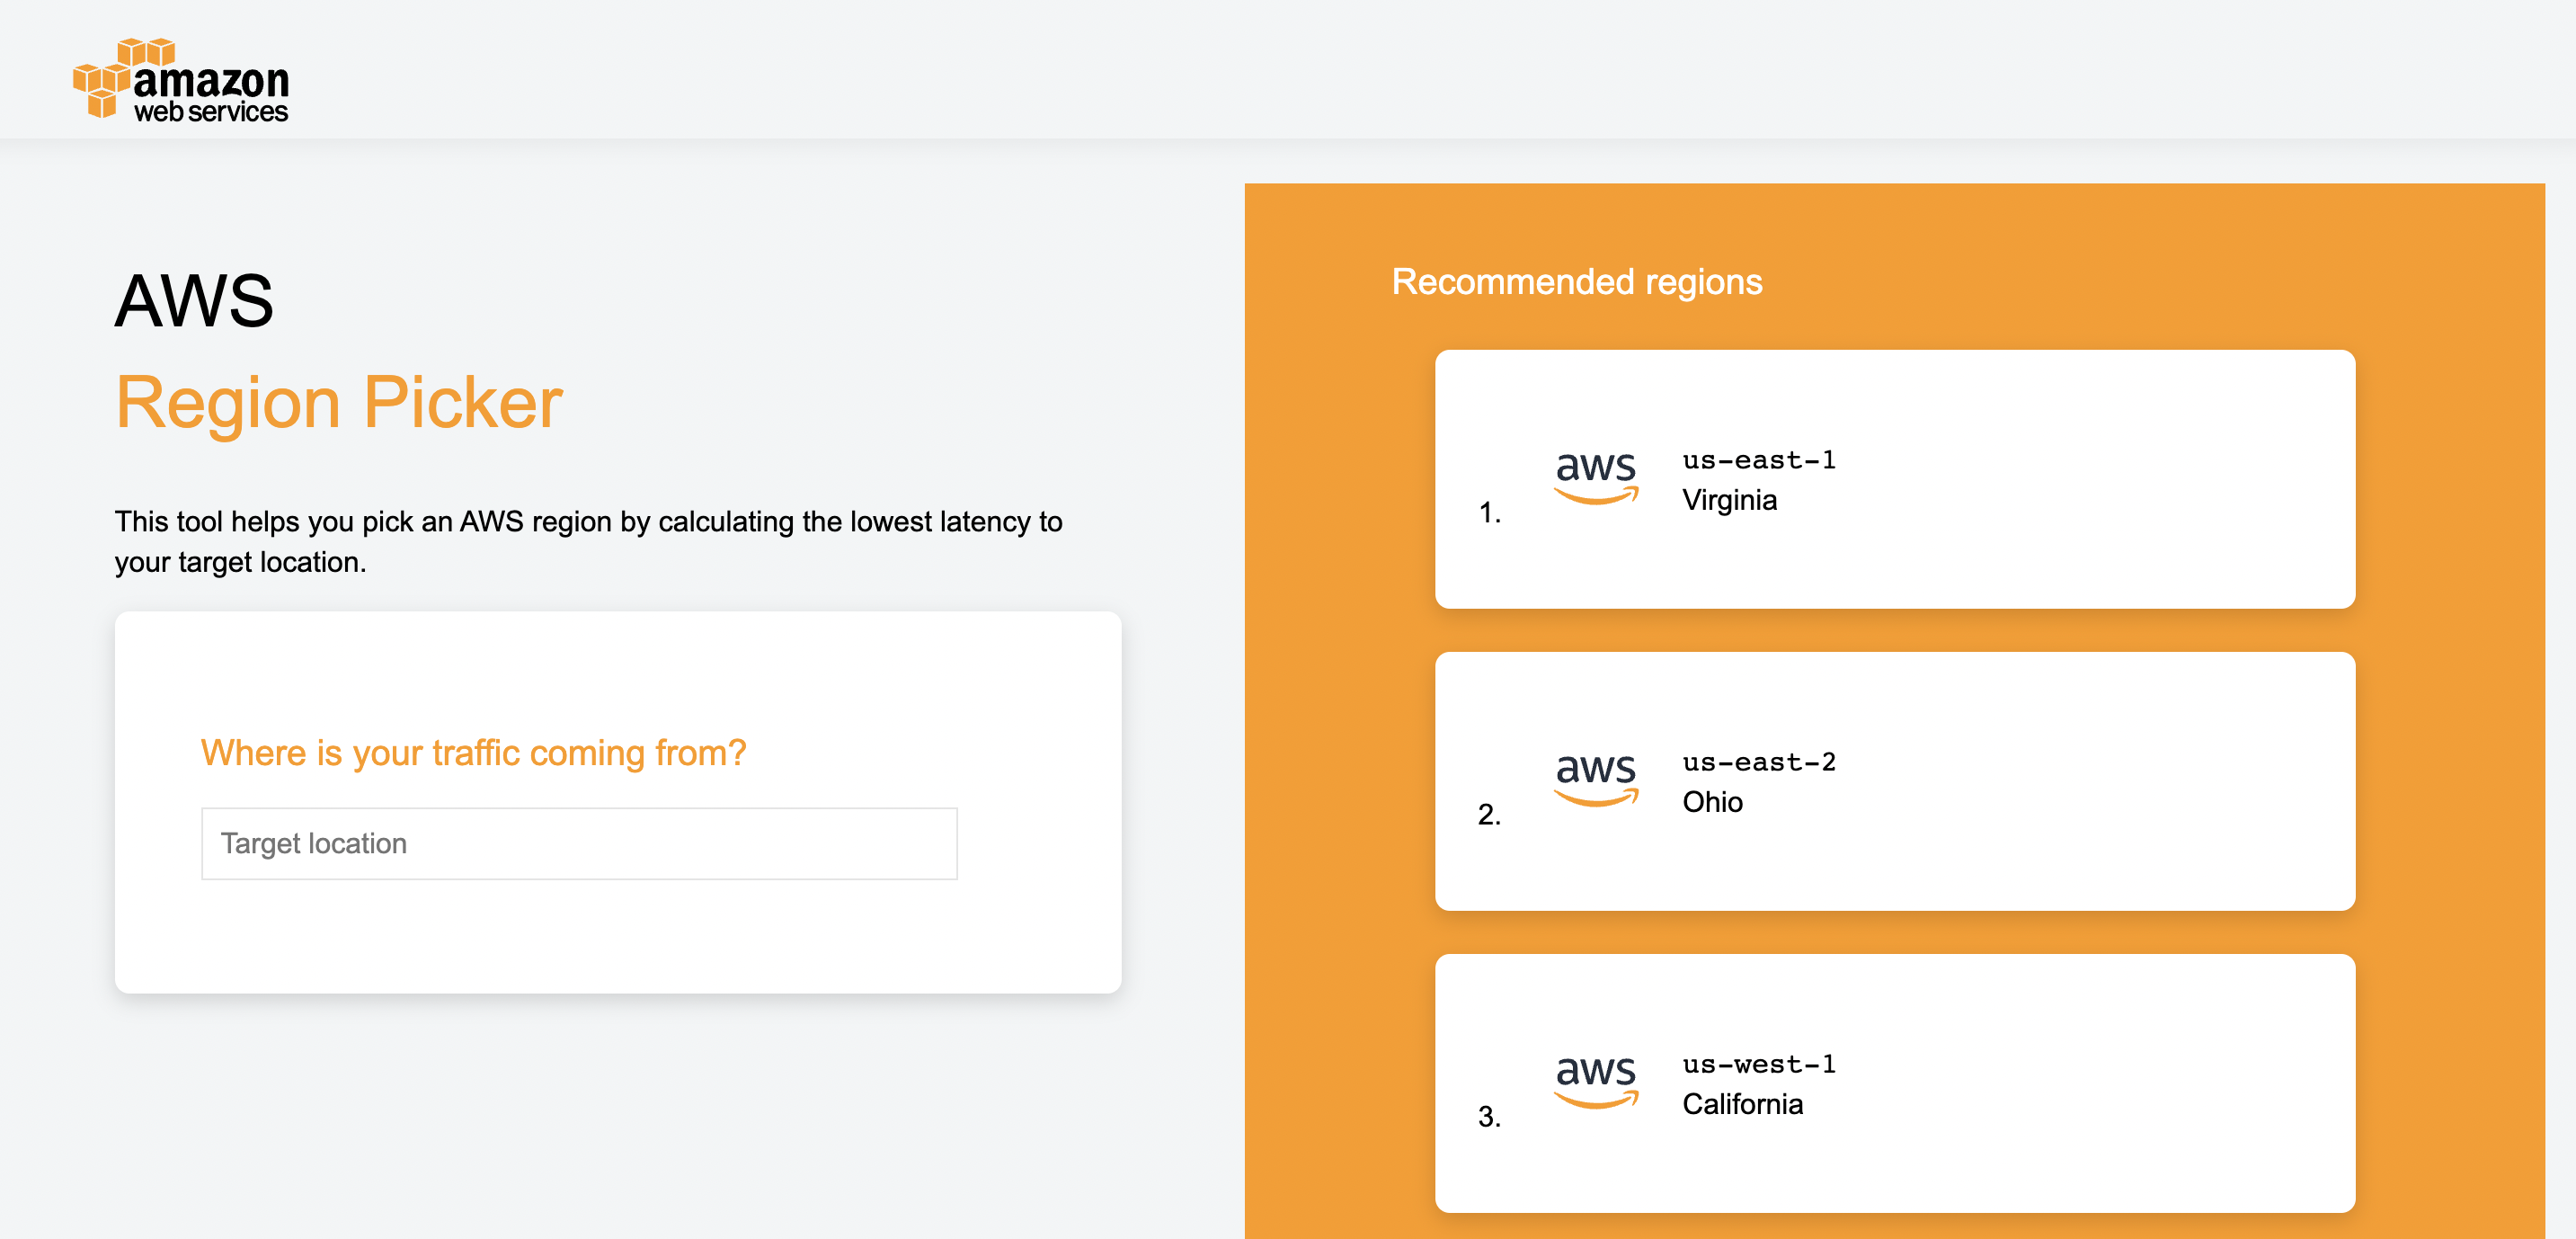 amazon
web services
AWS
Region Picker
This tool helps you pick an AWS region by calculating the lowest latency to
your target location.
Where is your traffic coming from?
Target location
Recommended regions
1.
aws
us-east-1
Virginia
2.
aws
us-east-2
Ohio
3.
aws
us-west-1
California